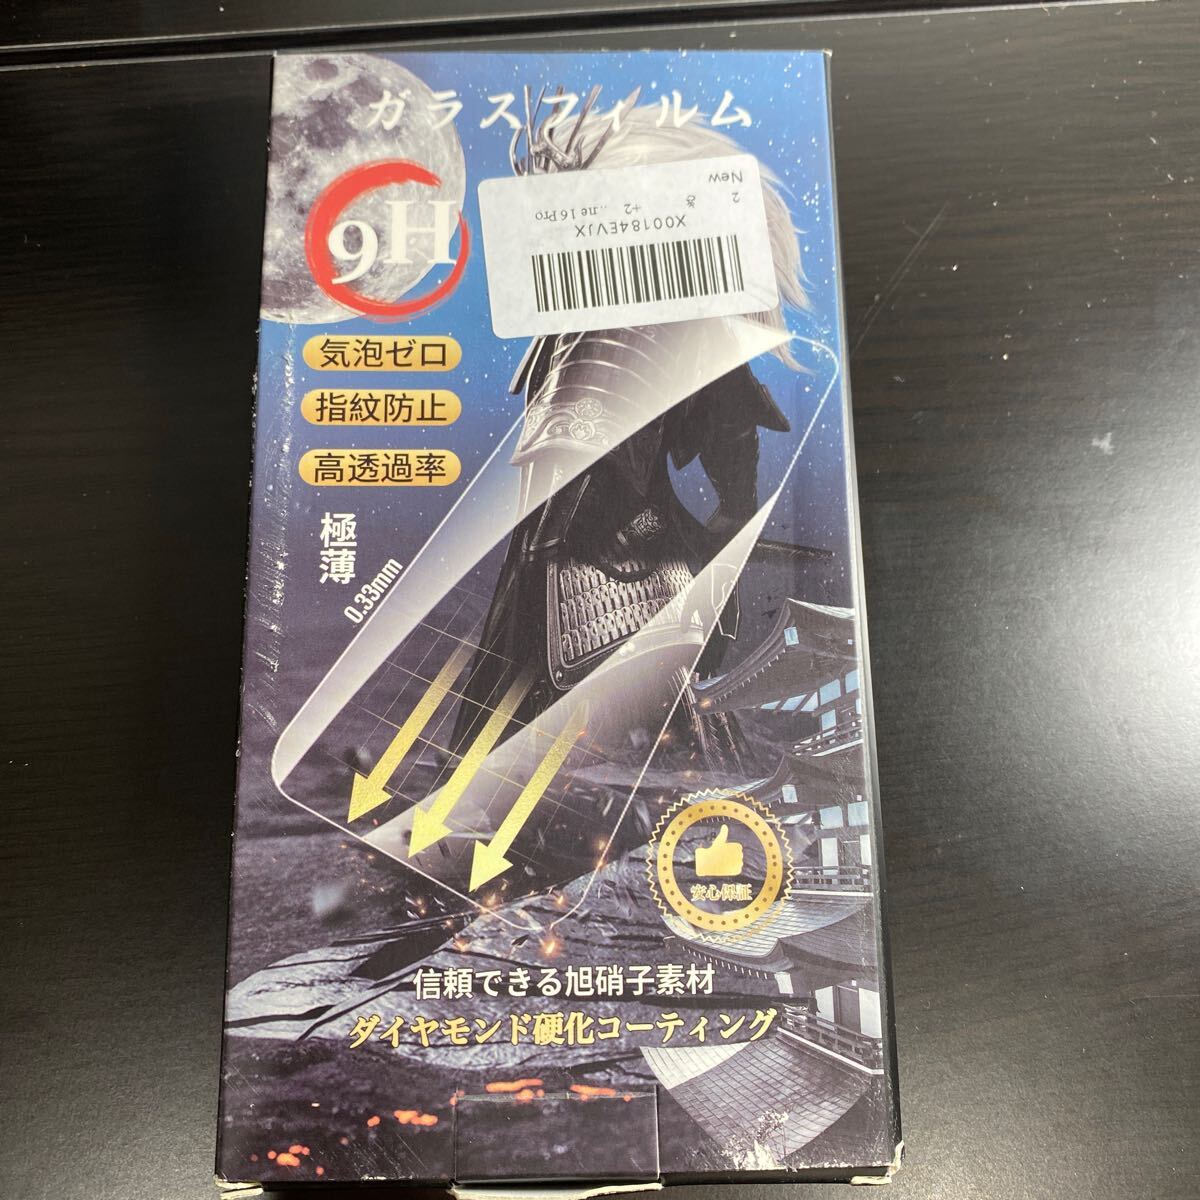 ガラスフィルム
9H
X00184EVJX
+2 ...ne 16 Pro
New
2
気泡ゼロ
指紋防止
高透過率
極薄
0.33mm
安心保証
信頼できる旭硝子素材
ダイヤモンド硬化コーティング